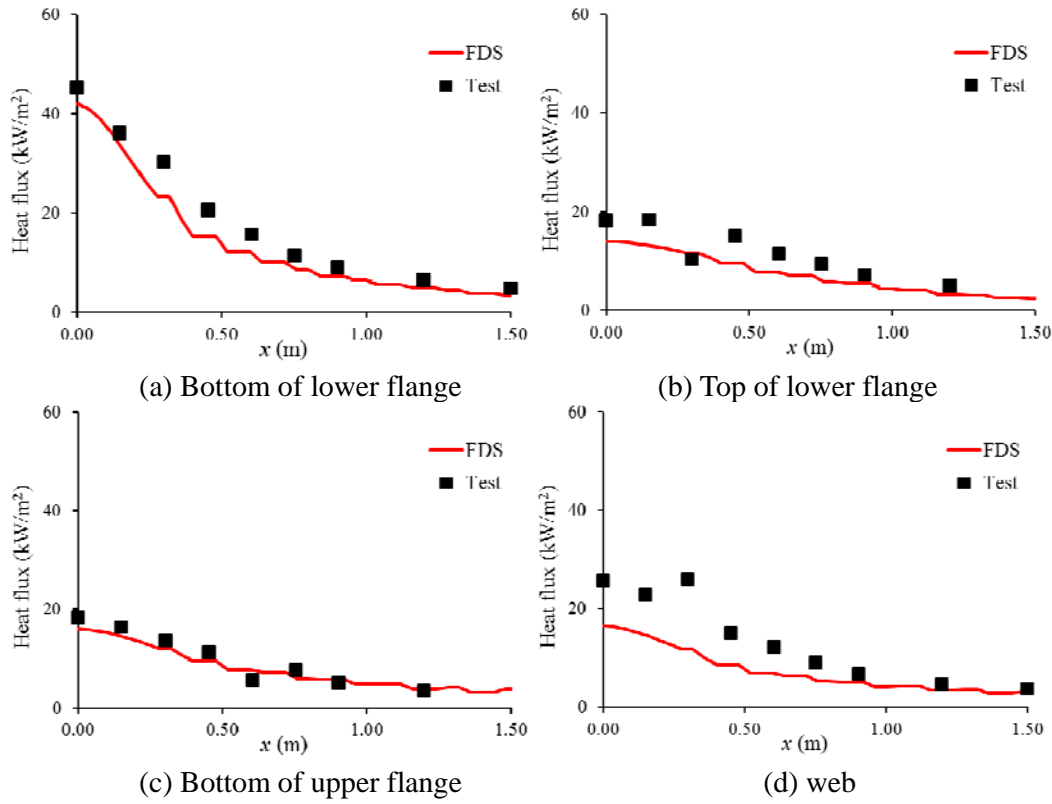 60
40
20
0
Heat flux (kW/m²)
FDS
Test
0.00 0.50 1.00 1.50
x (m)
(a) Bottom of lower flange
60
40
20
0
Heat flux (kW/m²)
FDS
Test
0.00 0.50 1.00 1.50
x (m)
(b) Top of lower flange
60
40
20
0
Heat flux (kW/m²)
FDS
Test
0.00 0.50 1.00 1.50
x (m)
(c) Bottom of upper flange
60
40
20
0
Heat flux (kW/m²)
FDS
Test
0.00 0.50 1.00 1.50
x (m)
(d) web